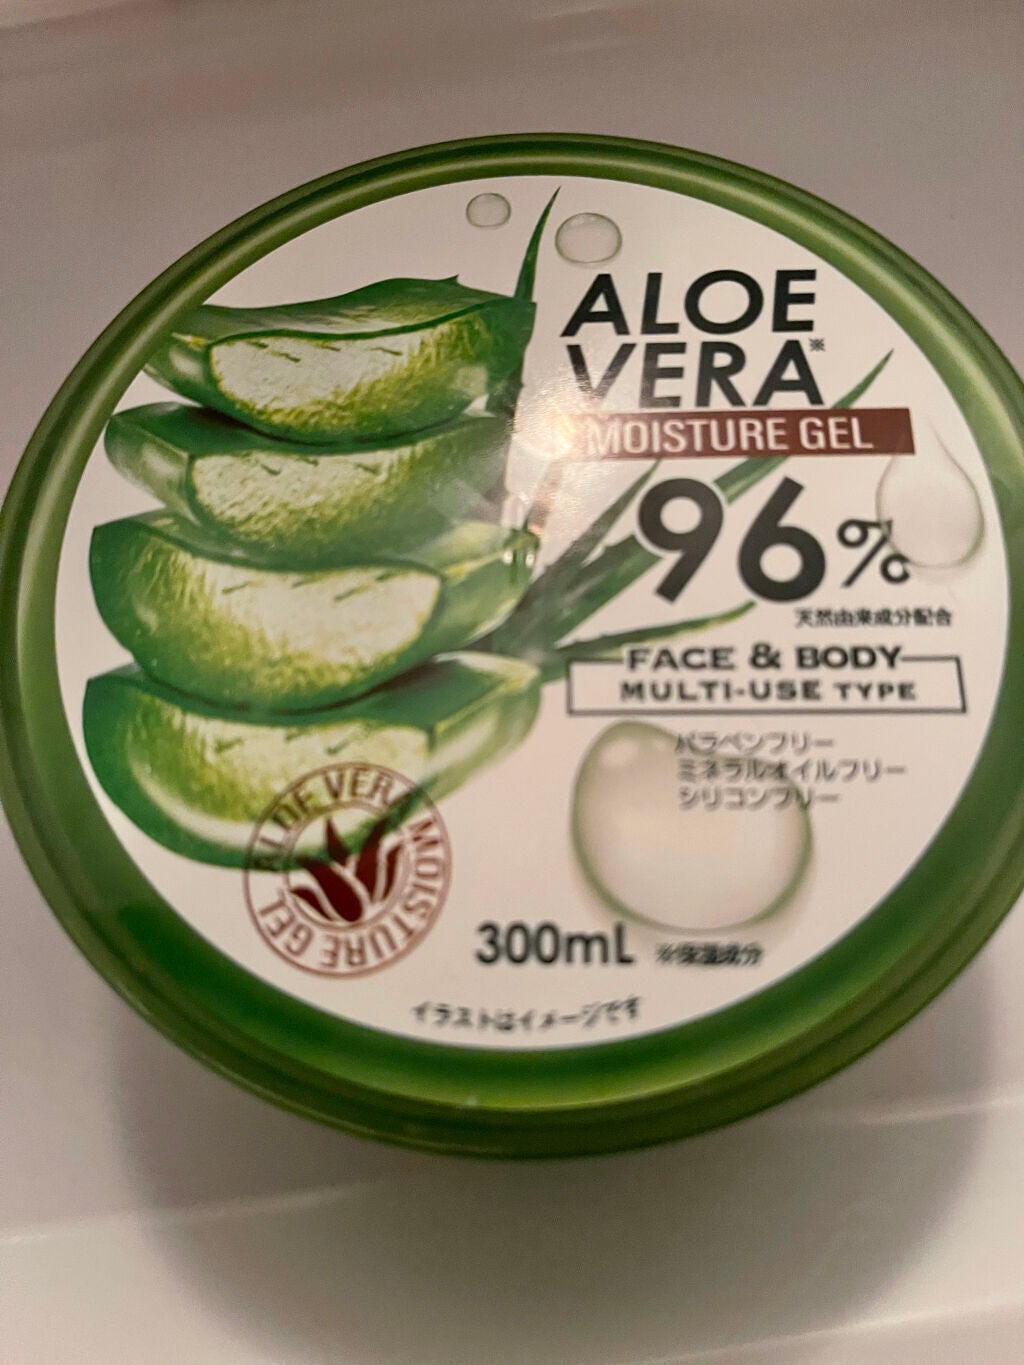 ALOE
VERA※
MOISTURE GEL
96%
天然由来成分配合
FACE & BODY
MULTI-USE TYPE
パラベンフリー
ミネラルオイルフリー
シリコンフリー
ALOE VERA MOISTURE GEL
300mL ※保湿成分
イラストはイメージです